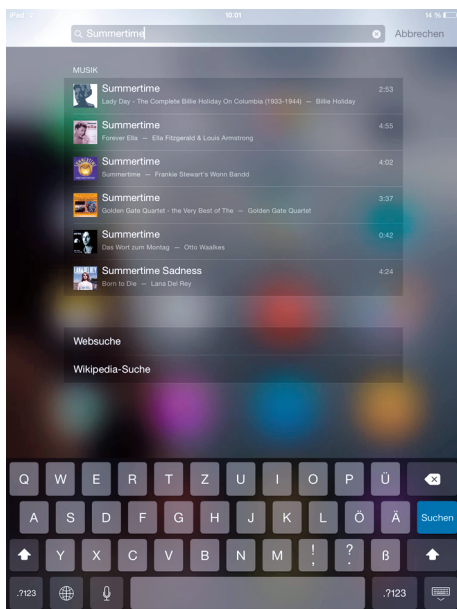 iPod
10:01
14 %
Summertime
Abbrechen
MUSIK
Summertime
2:53
Lady Day - The Complete Billie Holiday On Columbia (1933-1944) — Billie Holiday
Summertime
4:55
Forever Ella — Ella Fitzgerald & Louis Armstrong
Summertime
4:02
Summertime — Frankie Stewart's Wonn Bandd
Summertime
3:37
Golden Gate Quartet - the Very Best of The — Golden Gate Quartet
Summertime
0:42
Das Wort zum Montag — Otto Waalkes
Summertime Sadness
4:24
Born to Die — Lana Del Rey
Websuche
Wikipedia-Suche
Q W E R T Z U I O P Ü
A S D F G H J K L Ö Ä Suchen
Y X C V B N M ! , ? . ß
.?123 .?123